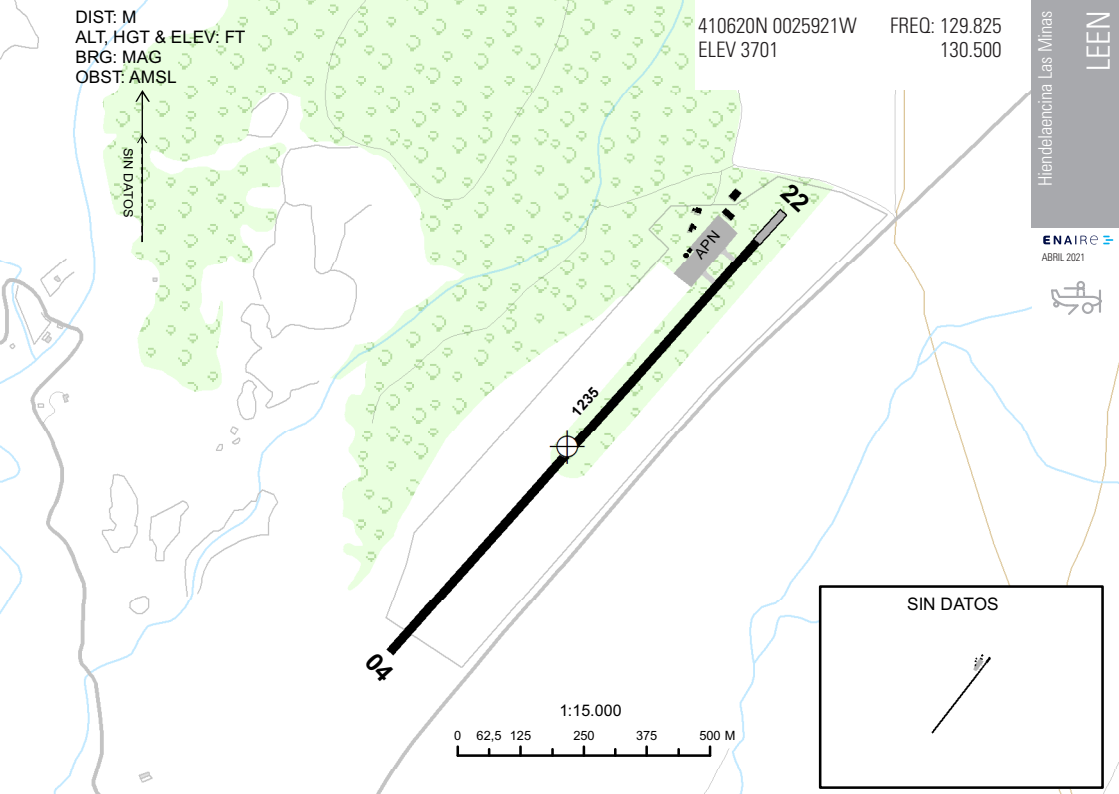 DIST: M
ALT, HGT & ELEV: FT
BRG: MAG
OBST: AMSL
SIN DATOS
410620N 0025921W
ELEV 3701
FREQ: 129.825
130.500
Hiendelaencina Las Minas
LEEN
ENAIRe
ABRIL 2021
22
APN
1235
04
1:15.000
0 62,5 125 250 375 500 M
SIN DATOS